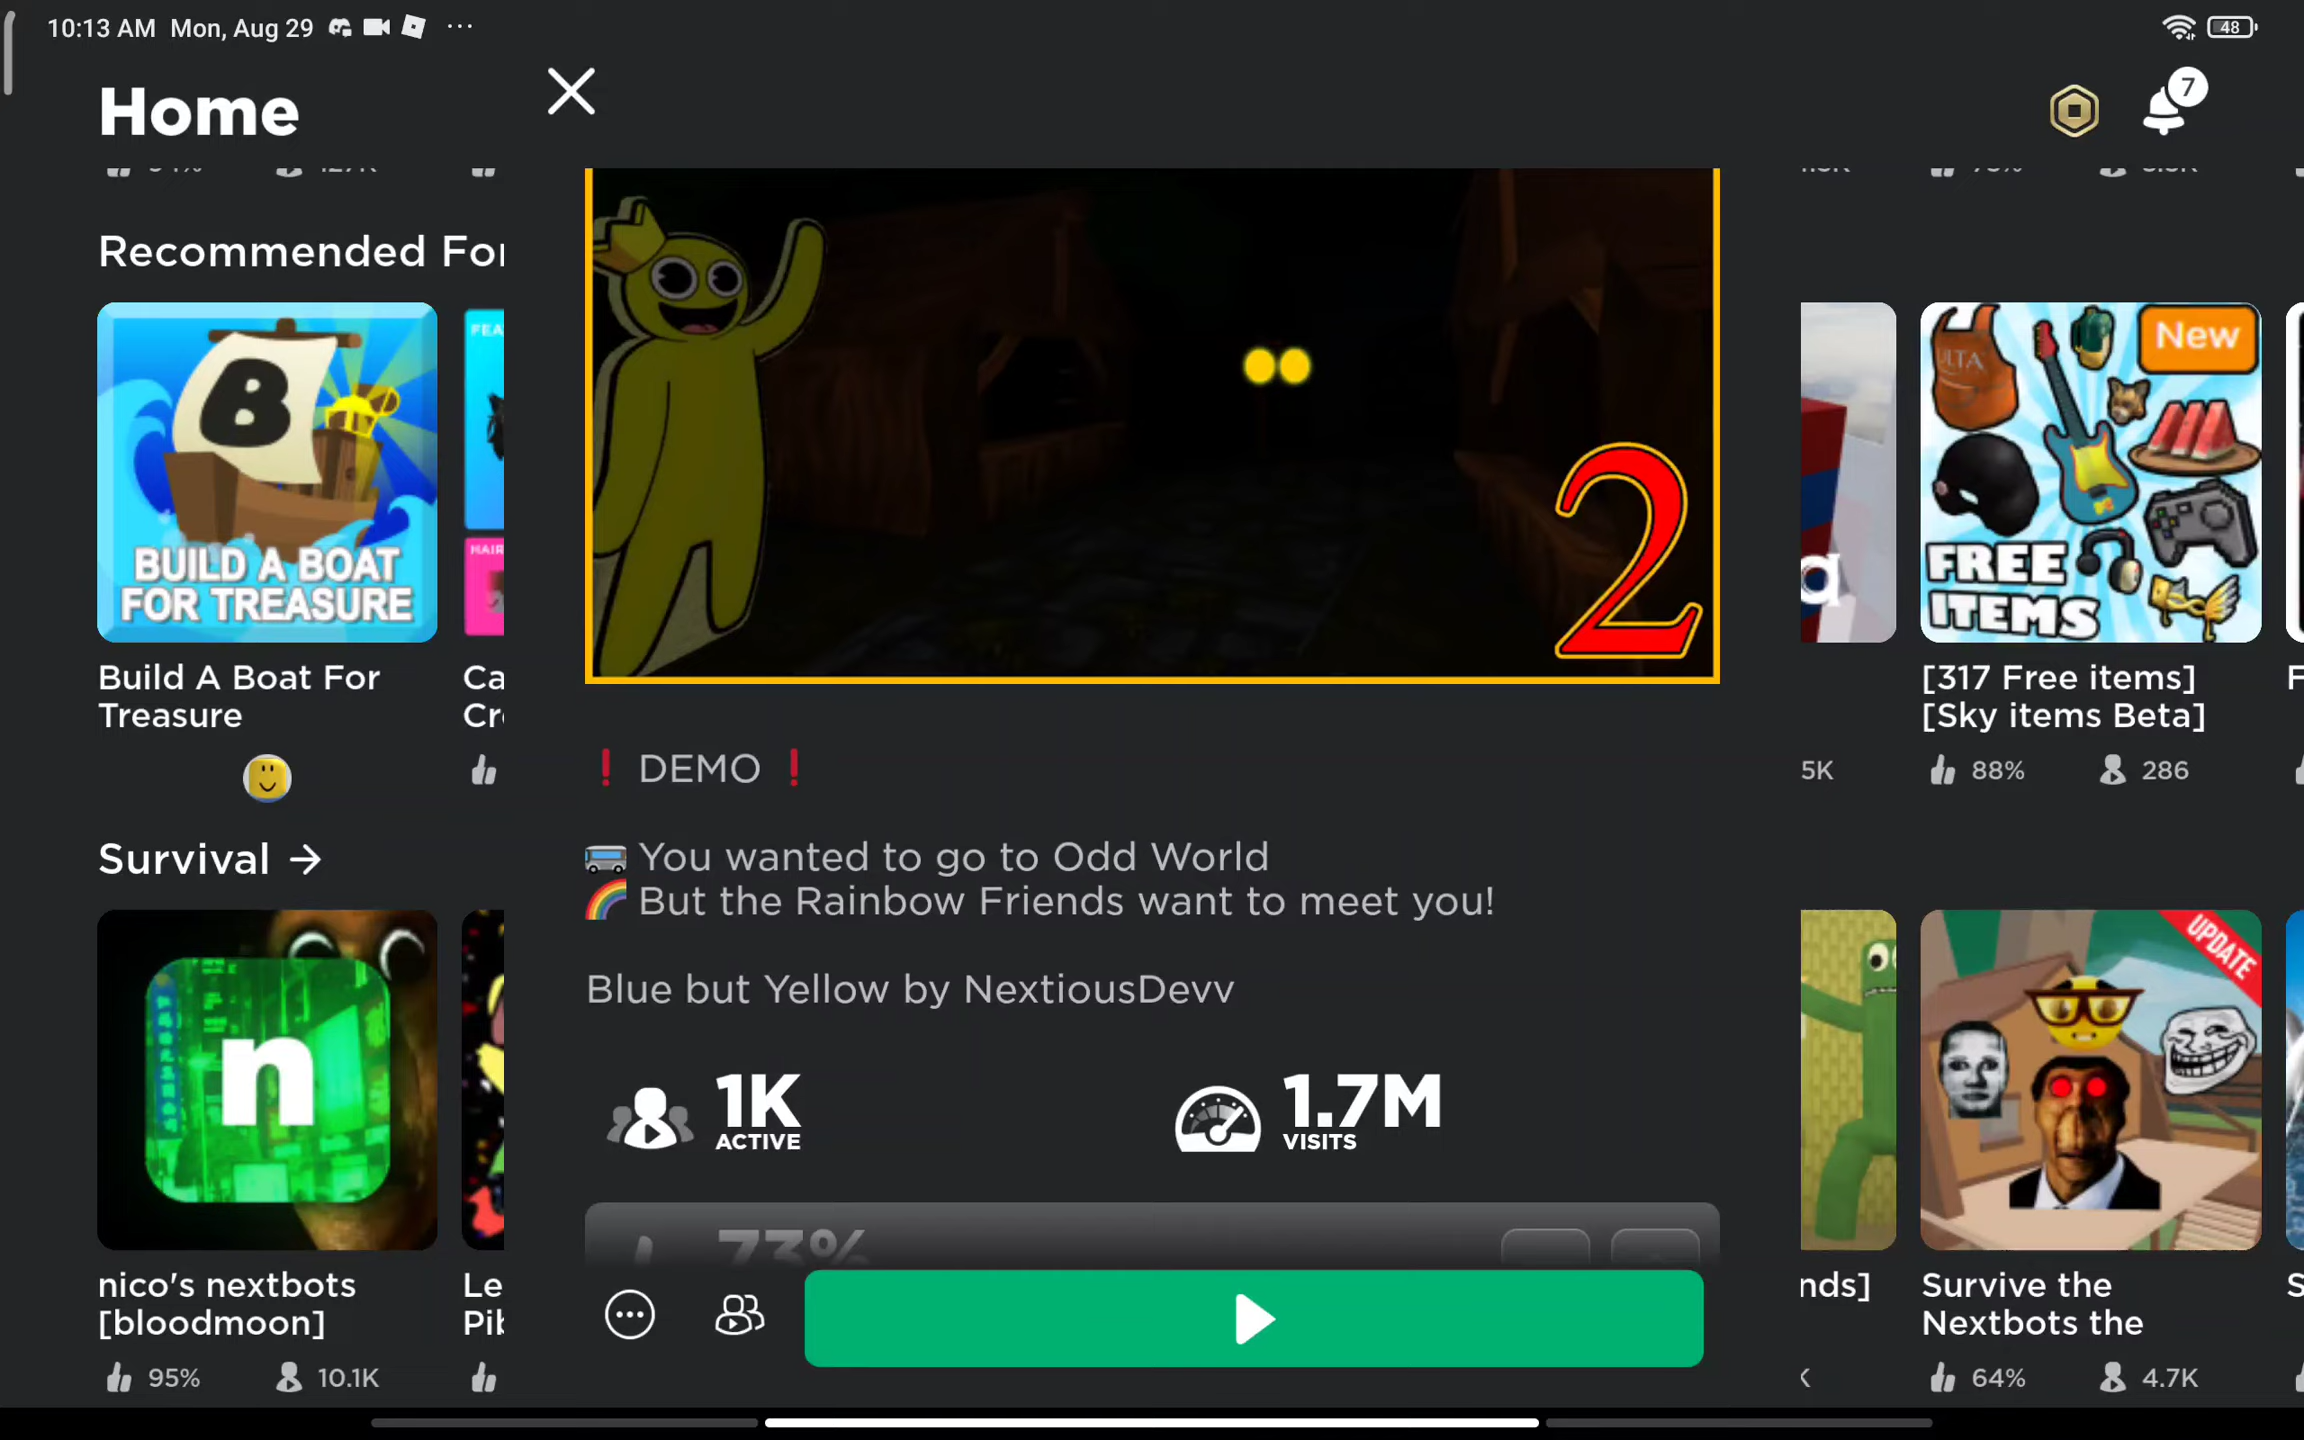 10:13 AM Mon, Aug 29
48
Home
7
Recommended For
B
BUILD A BOAT
FOR TREASURE
Build A Boat For
Treasure
FEA
HAIR
Ca
Cr
2
❗ DEMO ❗
🚌 You wanted to go to Odd World
🌈 But the Rainbow Friends want to meet you!
Blue but Yellow by NextiousDevv
1K
ACTIVE
1.7M
VISITS
73%
New
ULTA
FREE
ITEMS
[317 Free items]
[Sky items Beta]
5K
88%
286
Survival →
n
nico's nextbots
[bloodmoon]
95%
10.1K
Le
Pi
nds]
K
UPDATE
Survive the
Nextbots the
64%
4.7K